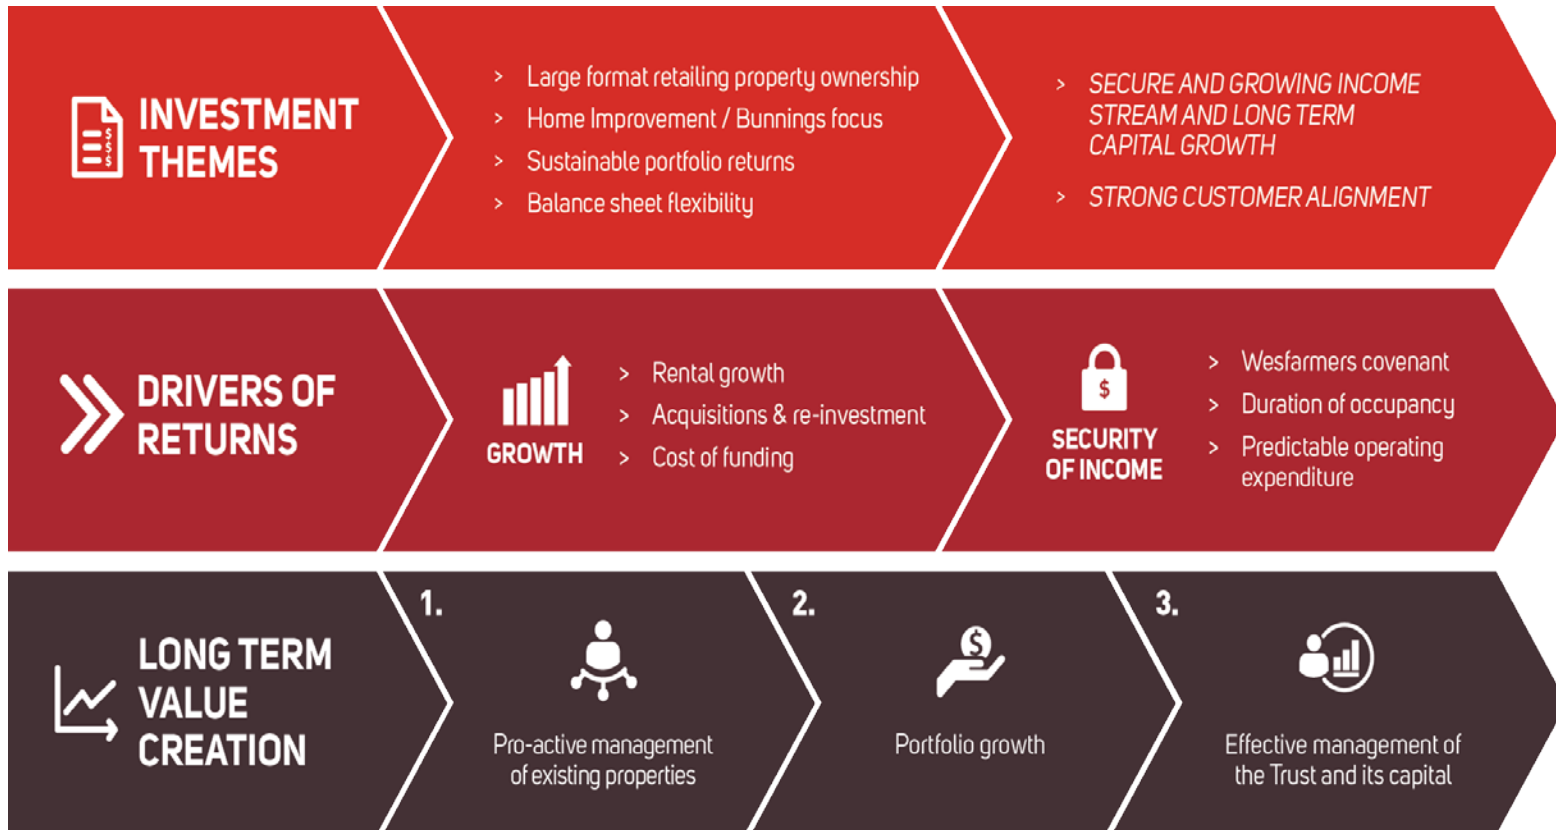 INVESTMENT
THEMES
> Large format retailing property ownership
> Home Improvement / Bunnings focus
> Sustainable portfolio returns
> Balance sheet flexibility
> SECURE AND GROWING INCOME
STREAM AND LONG TERM
CAPITAL GROWTH
> STRONG CUSTOMER ALIGNMENT
DRIVERS OF
RETURNS
GROWTH
> Rental growth
> Acquisitions & re-investment
> Cost of funding
$
SECURITY
OF INCOME
> Wesfarmers covenant
> Duration of occupancy
> Predictable operating
expenditure
LONG TERM
VALUE
CREATION
1.
Pro-active management
of existing properties
2.
$
Portfolio growth
3.
Effective management of
the Trust and its capital